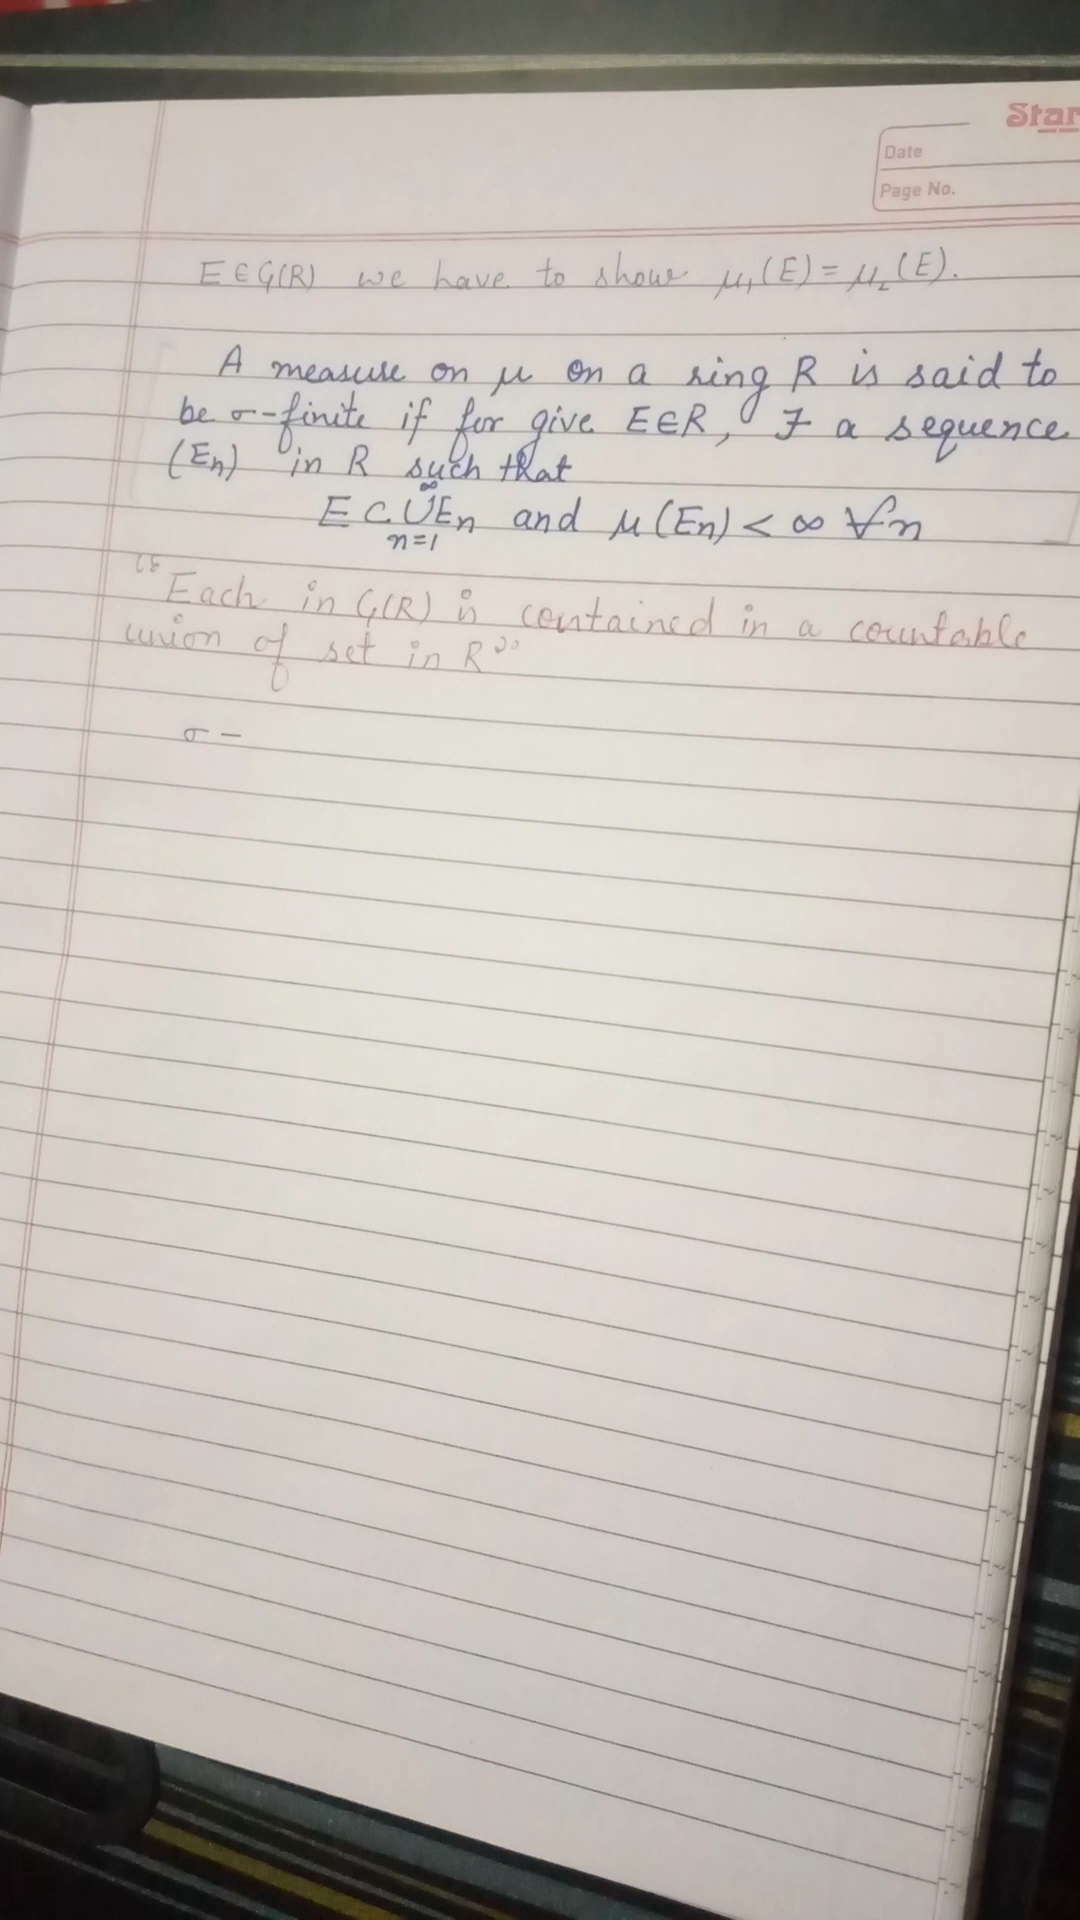 Star
Date
Page No.
E ∈ G(R) we have to show μ₁(E) = μ₂(E).
A measure on μ on a ring R is said to
be σ-finite if for give E∈R, ∃ a sequence
(En) in R such that
E ⊂ ∞∪n=1 En and μ(En) < ∞ ∀ n
“Each in G(R) is contained in a countable
union of set in R”
σ -